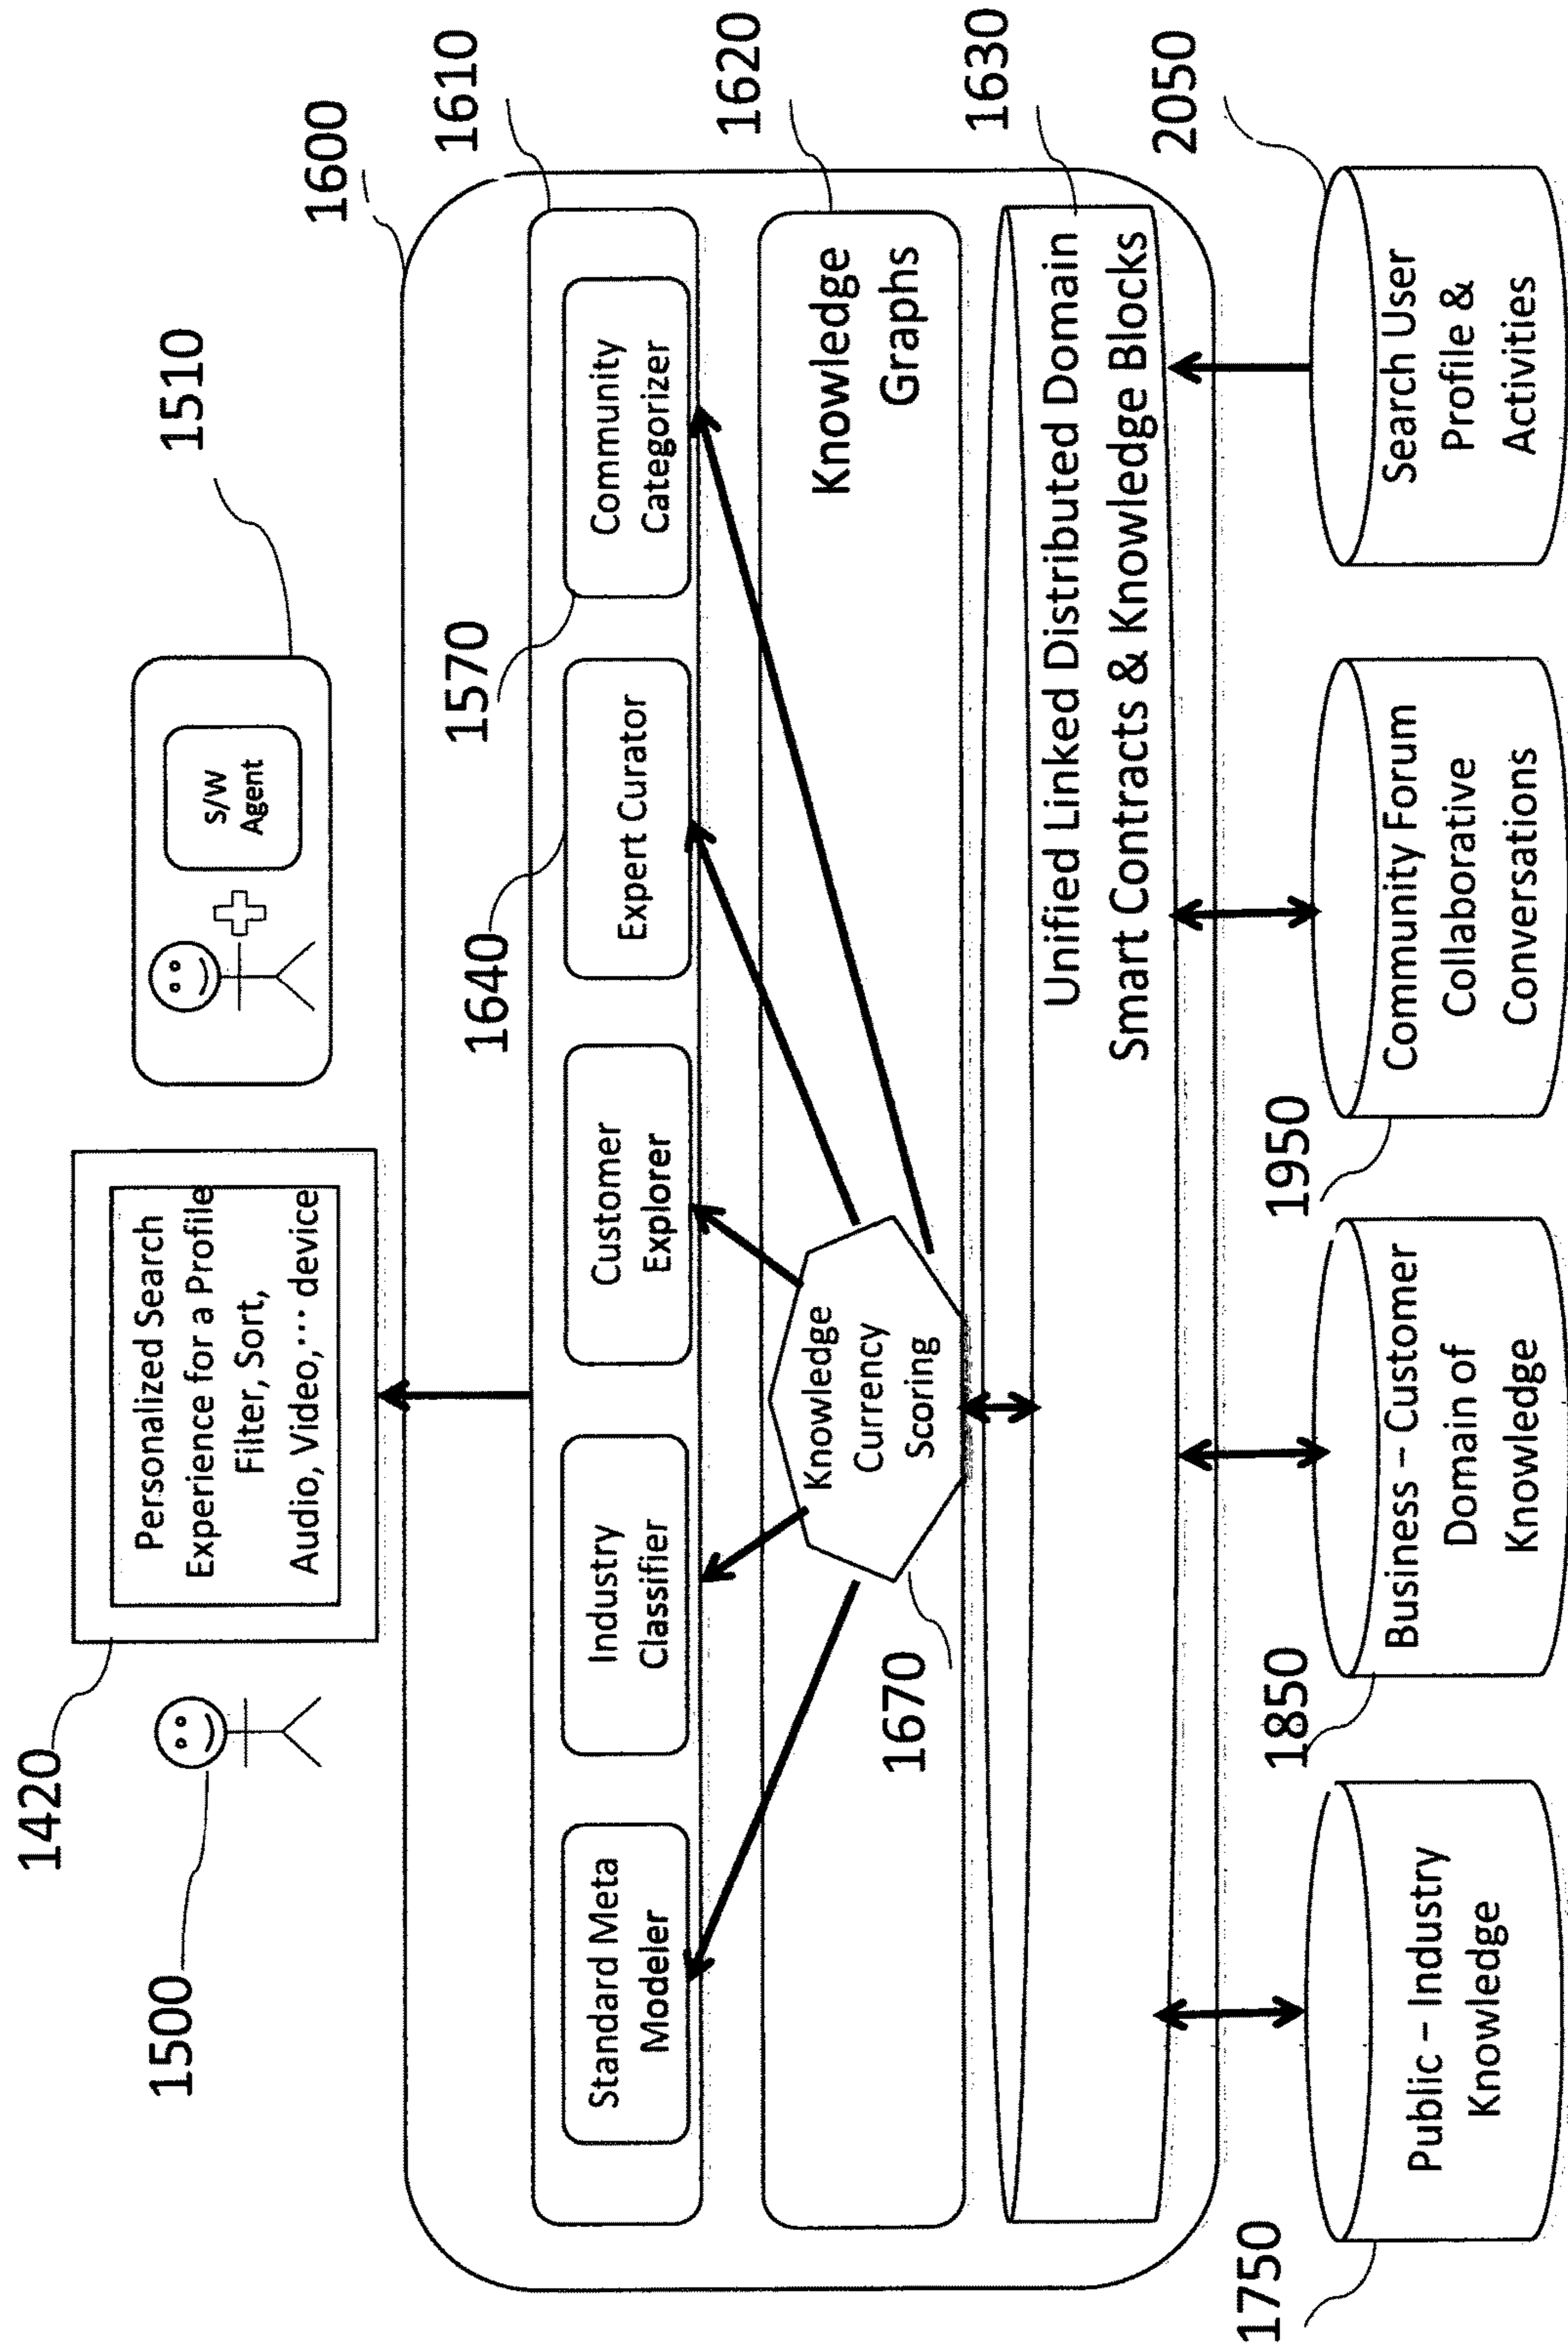 1420
1500
Personalized Search
Experience for a Profile
Filter, Sort,
Audio, Video,... device
s/w
Agent
1510
1600
1610
1640
1570
Standard Meta
Modeler
Industry
Classifier
Customer
Explorer
Expert Curator
Community
Categorizer
1620
Knowledge
Graphs
1670
Knowledge
Currency
Scoring
1630
Unified Linked Distributed Domain
Smart Contracts & Knowledge Blocks
1750
Public – Industry
Knowledge
1850
Business – Customer
Domain of
Knowledge
1950
Community Forum
Collaborative
Conversations
2050
Search User
Profile &
Activities